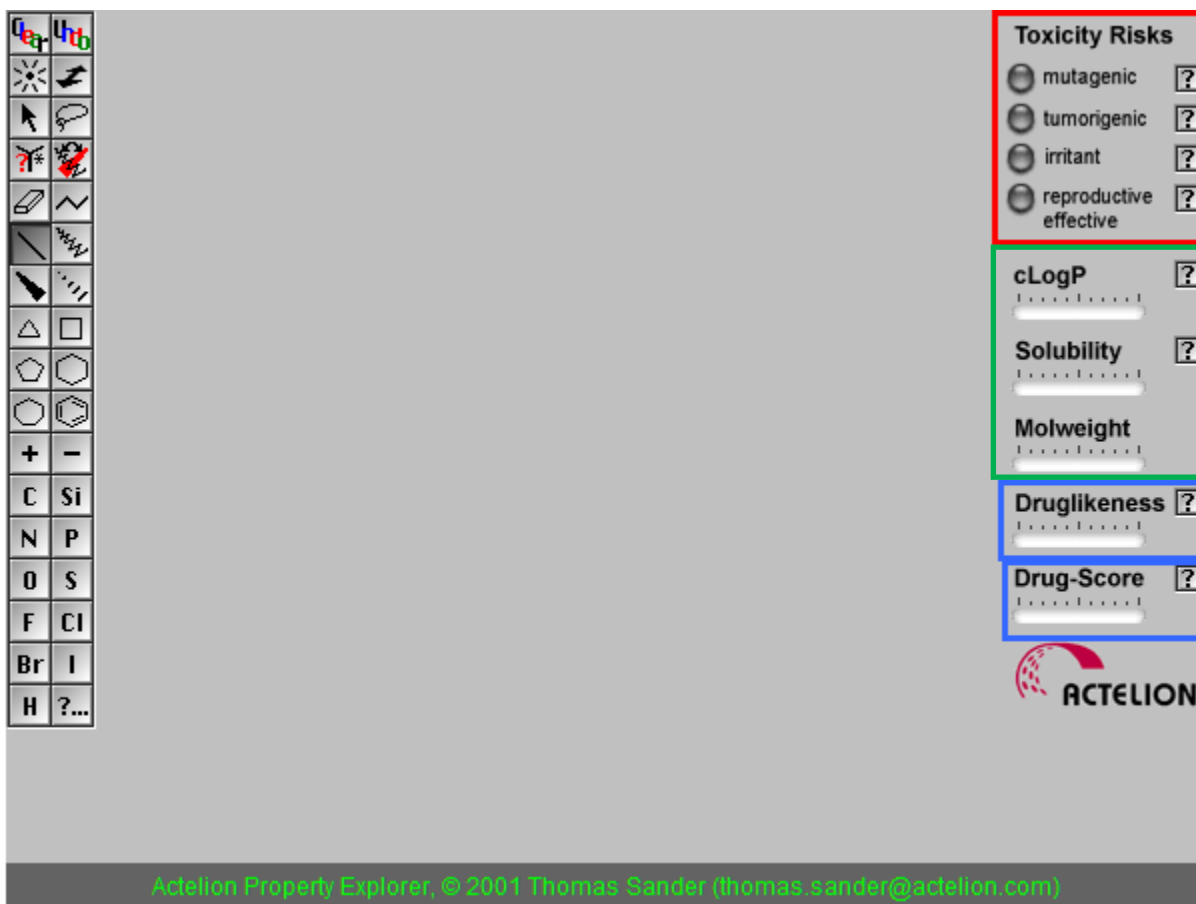 Clear Undo
?
*
+ -
C Si
N P
O S
F Cl
Br I
H ?...
Toxicity Risks
mutagenic ?
tumorigenic ?
irritant ?
reproductive ?
effective
cLogP ?
Solubility ?
Molweight
Druglikeness ?
Drug-Score ?
ACTELION
Actelion Property Explorer, © 2001 Thomas Sander (thomas.sander@actelion.com)